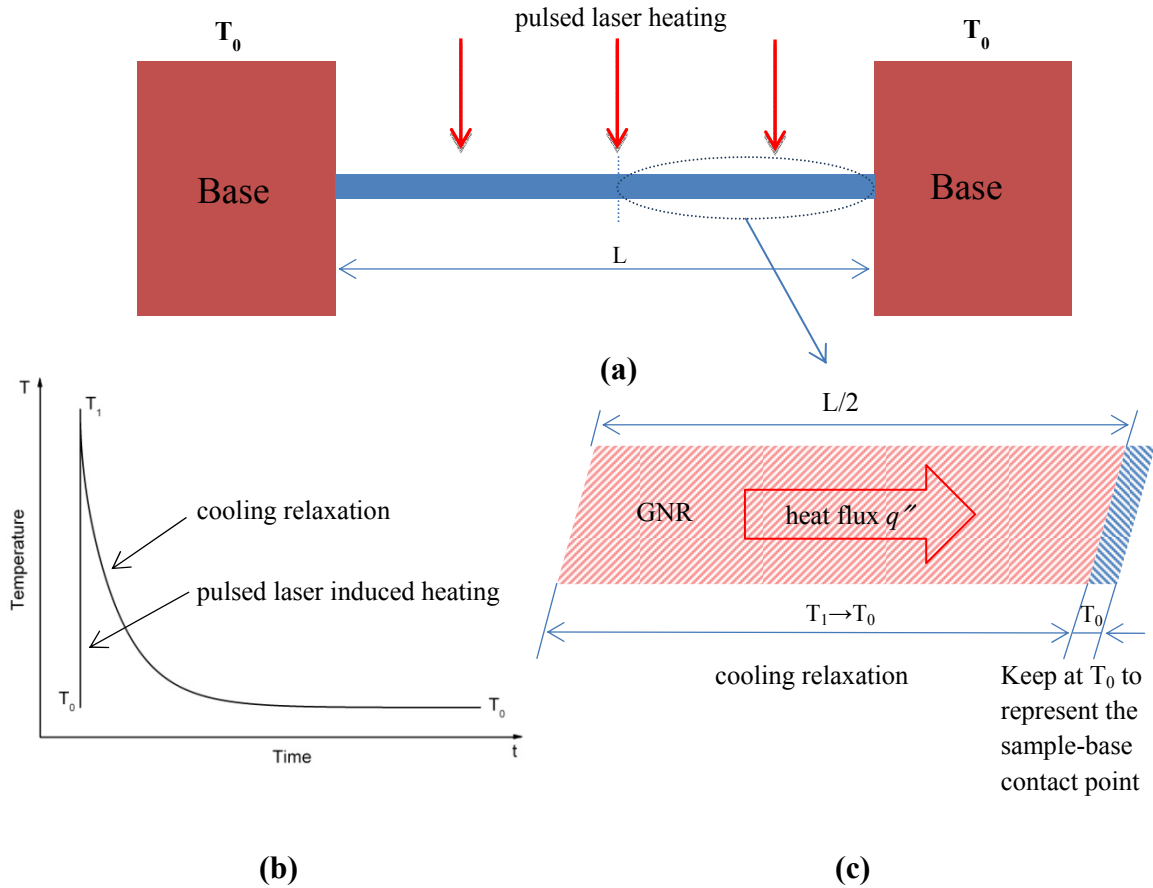 pulsed laser heating
T₀
T₀
Base
Base
L
(a)
T
T₁
cooling relaxation
pulsed laser induced heating
Temperature
T₀
T₀
Time
t
L/2
GNR
heat flux q″
T₁→T₀
T₀
cooling relaxation
Keep at T₀ to
represent the
sample-base
contact point
(b)
(c)